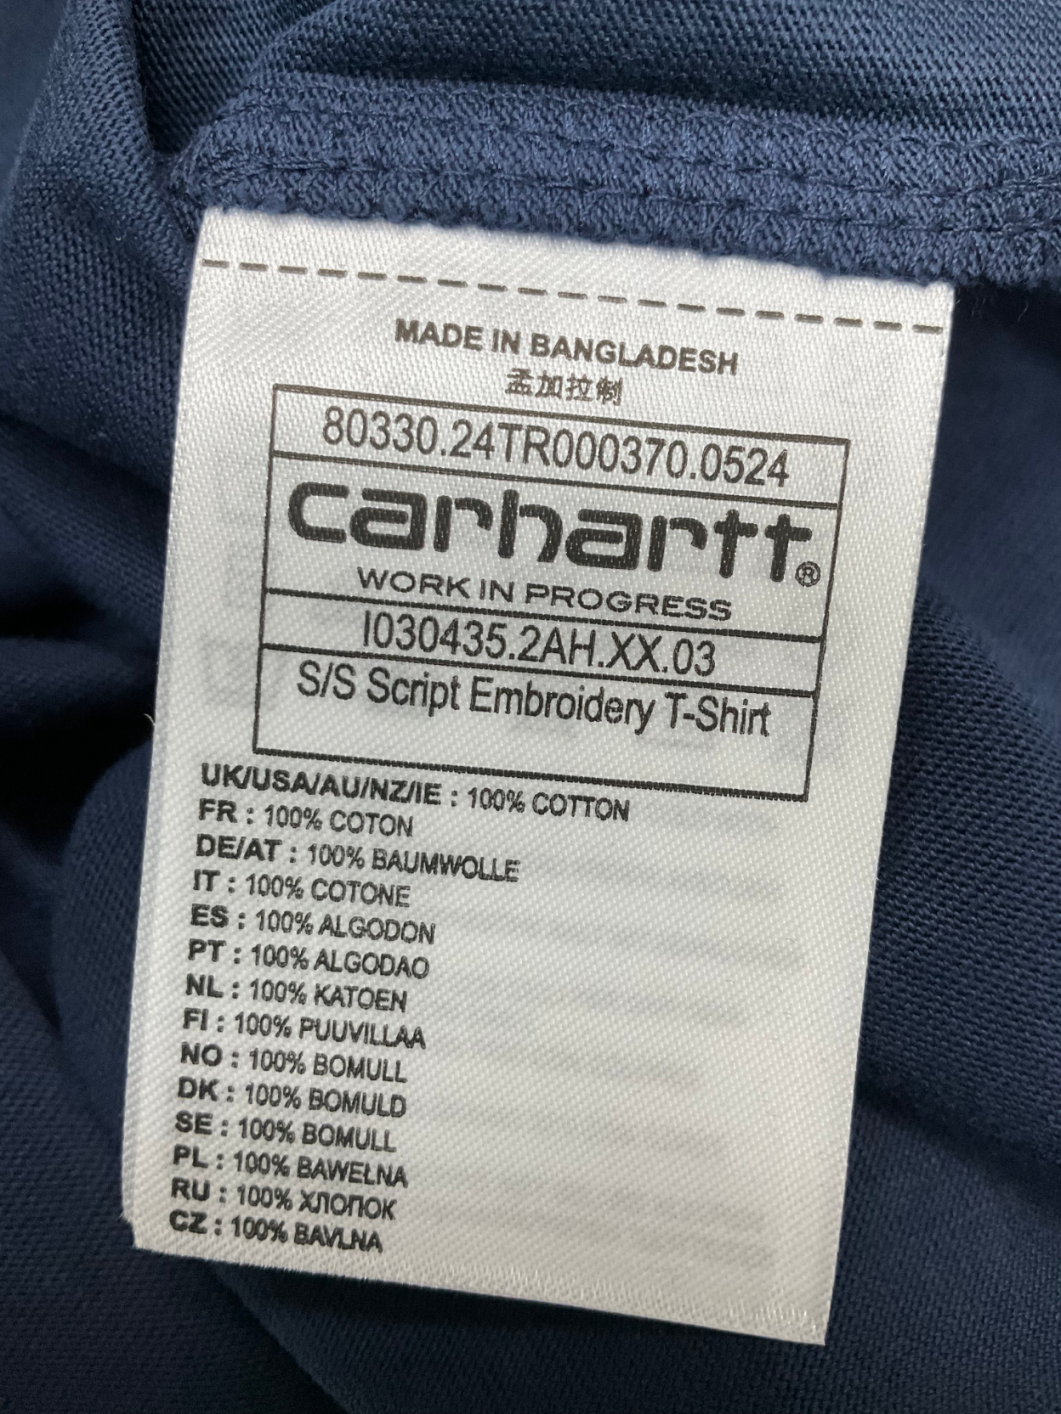 MADE IN BANGLADESH
孟加拉制
80330.24TR000370.0524
carhartt®
WORK IN PROGRESS
I030435.2AH.XX.03
S/S Script Embroidery T-Shirt
UK/USA/AU/NZ/IE : 100% COTTON
FR : 100% COTON
DE/AT : 100% BAUMWOLLE
IT : 100% COTONE
ES : 100% ALGODON
PT : 100% ALGODAO
NL : 100% KATOEN
FI : 100% PUUVILLAA
NO : 100% BOMULL
DK : 100% BOMULD
SE : 100% BOMULL
PL : 100% BAWEŁNA
RU : 100% ХЛОПОК
CZ : 100% BAVLNA